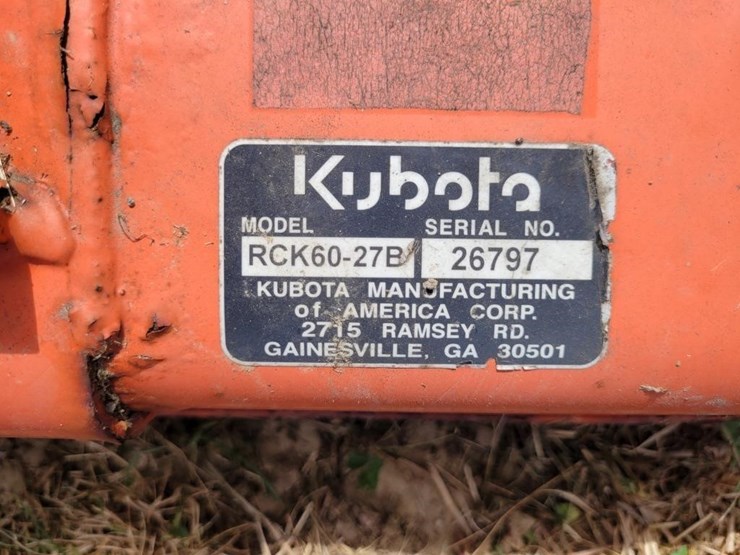 Kubota
MODEL SERIAL NO.
RCK60-27B 26797
KUBOTA MANUFACTURING
of AMERICA CORP.
2715 RAMSEY RD.
GAINESVILLE, GA 30501